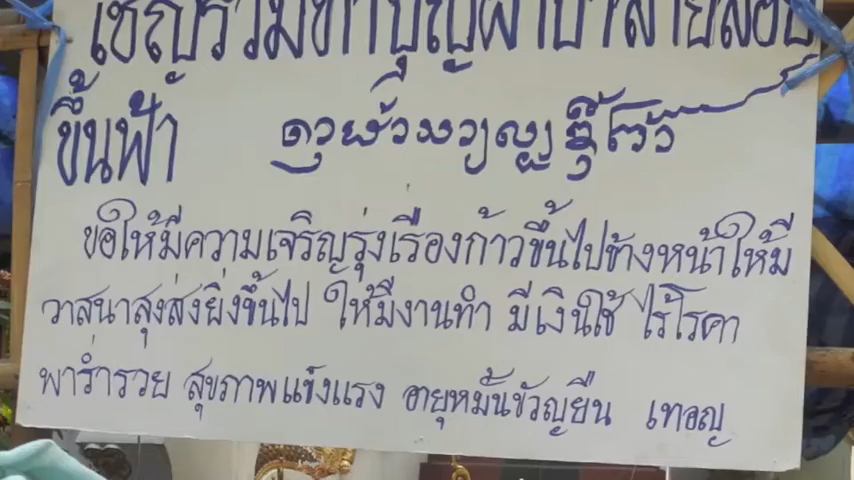 เชิญร่วมทำบุญผ้าป่า
ขึ้นฟ้า
ขอให้มีความเจริญรุ่งเรืองก้าวขึ้นไปข้างหน้าให้มี
วาสนาสุงส่งยิ่งขึ้นไป ให้มีงานทำ มีเงินใช้ ไร้โรคา
พาร่ำรวย สุขภาพแข็งแรง อายุหมั้นขัวญยืน เทอญ